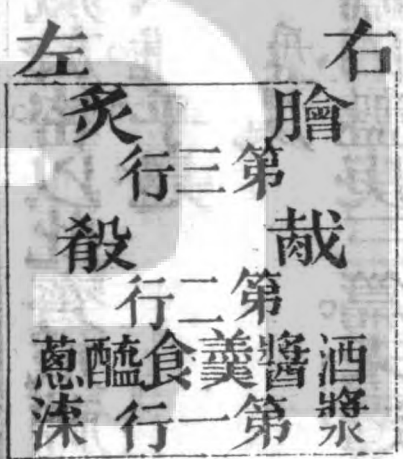 右 左
膾 炙
第三行
胾 殽
第二行
酒醬羹食醯蔥
漿 第一行 渫